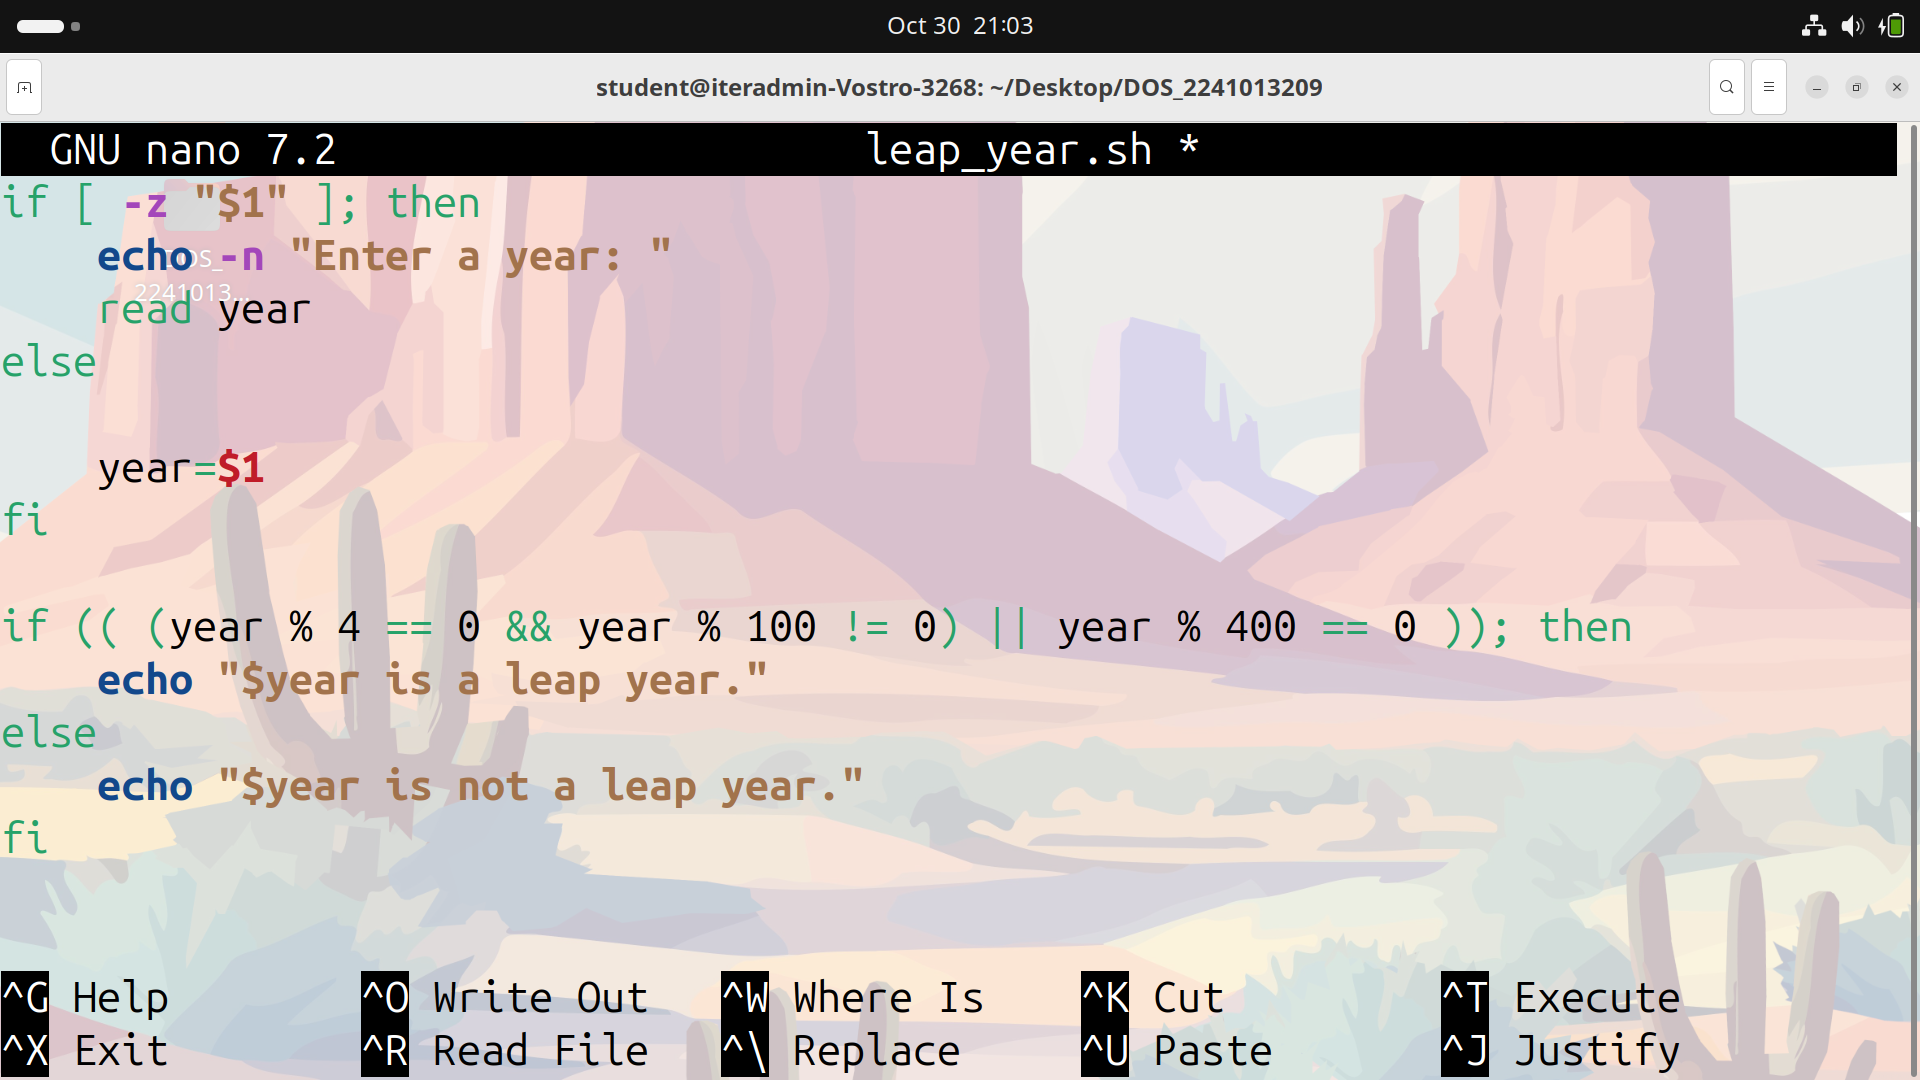 Oct 30 21:03
student@iteradmin-Vostro-3268: ~/Desktop/DOS_2241013209
GNU nano 7.2 leap_year.sh *
if [ -z "$1" ]; then
    echo -n "Enter a year: "
DOS_
2241013...
    read year
else

    year=$1
fi

if (( (year % 4 == 0 && year % 100 != 0) || year % 400 == 0 )); then
    echo "$year is a leap year."
else
    echo "$year is not a leap year."
fi
^G Help ^O Write Out ^W Where Is ^K Cut ^T Execute
^X Exit ^R Read File ^\ Replace ^U Paste ^J Justify